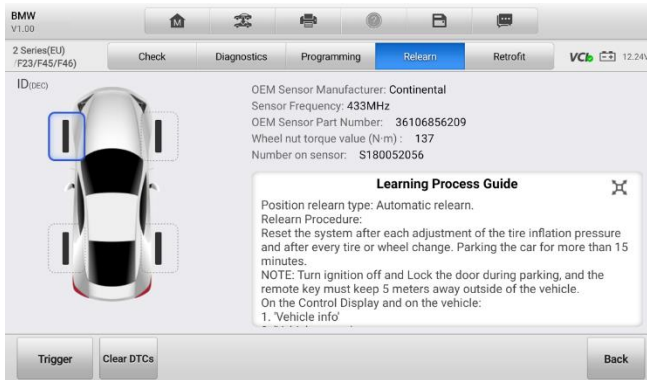 BMW
V1.00
2 Series(EU)
/F23/F45/F46)
Check
Diagnostics
Programming
Relearn
Retrofit
VCI
12.24V
ID(DEC)
OEM Sensor Manufacturer: Continental
Sensor Frequency: 433MHz
OEM Sensor Part Number: 36106856209
Wheel nut torque value (N·m) : 137
Number on sensor: S180052056
Learning Process Guide
Position relearn type: Automatic relearn.
Relearn Procedure:
Reset the system after each adjustment of the tire inflation pressure
and after every tire or wheel change. Parking the car for more than 15
minutes.
NOTE: Turn ignition off and Lock the door during parking, and the
remote key must keep 5 meters away outside of the vehicle.
On the Control Display and on the vehicle:
1. 'Vehicle info'
Trigger
Clear DTCs
Back